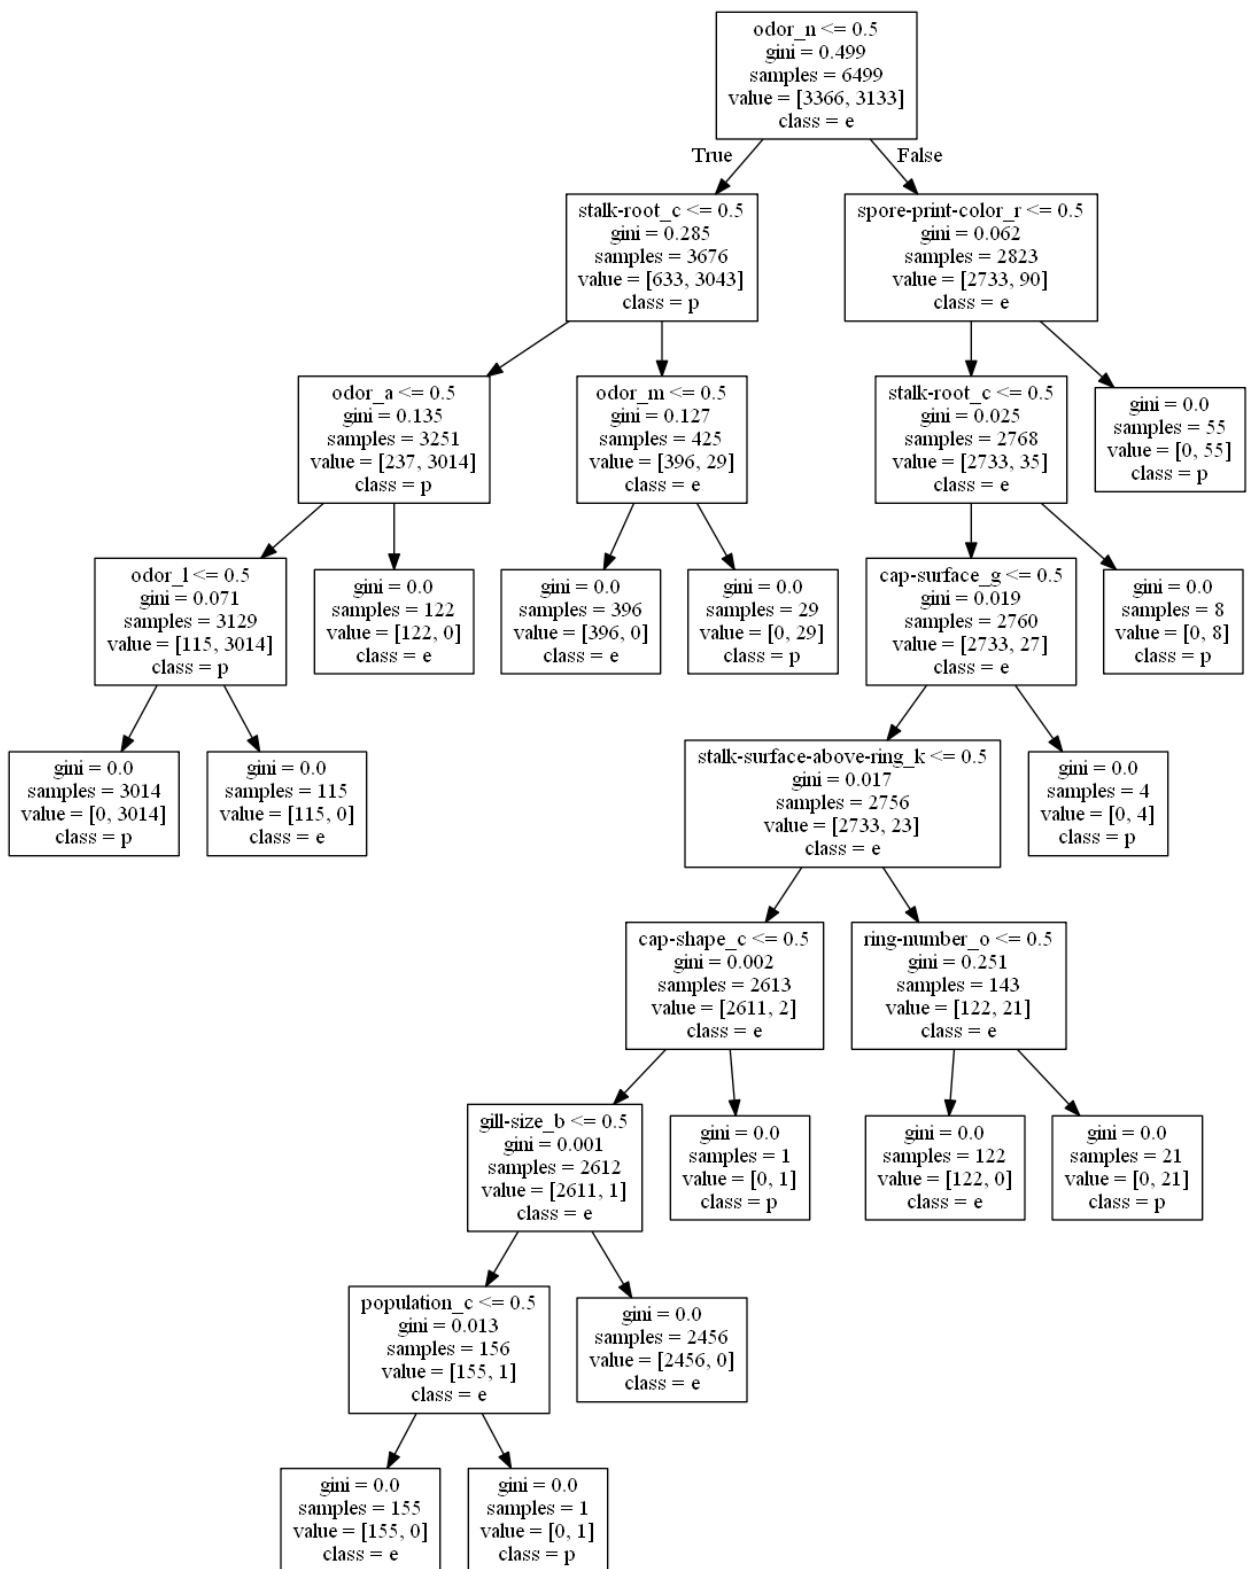 odor_n <= 0.5
gini = 0.499
samples = 6499
value = [3366, 3133]
class = e
True
False
stalk-root_c <= 0.5
gini = 0.285
samples = 3676
value = [633, 3043]
class = p
spore-print-color_r <= 0.5
gini = 0.062
samples = 2823
value = [2733, 90]
class = e
odor_a <= 0.5
gini = 0.135
samples = 3251
value = [237, 3014]
class = p
odor_m <= 0.5
gini = 0.127
samples = 425
value = [396, 29]
class = e
stalk-root_c <= 0.5
gini = 0.025
samples = 2768
value = [2733, 35]
class = e
gini = 0.0
samples = 55
value = [0, 55]
class = p
odor_l <= 0.5
gini = 0.071
samples = 3129
value = [115, 3014]
class = p
gini = 0.0
samples = 122
value = [122, 0]
class = e
gini = 0.0
samples = 396
value = [396, 0]
class = e
gini = 0.0
samples = 29
value = [0, 29]
class = p
cap-surface_g <= 0.5
gini = 0.019
samples = 2760
value = [2733, 27]
class = e
gini = 0.0
samples = 8
value = [0, 8]
class = p
gini = 0.0
samples = 3014
value = [0, 3014]
class = p
gini = 0.0
samples = 115
value = [115, 0]
class = e
stalk-surface-above-ring_k <= 0.5
gini = 0.017
samples = 2756
value = [2733, 23]
class = e
gini = 0.0
samples = 4
value = [0, 4]
class = p
cap-shape_c <= 0.5
gini = 0.002
samples = 2613
value = [2611, 2]
class = e
ring-number_o <= 0.5
gini = 0.251
samples = 143
value = [122, 21]
class = e
gill-size_b <= 0.5
gini = 0.001
samples = 2612
value = [2611, 1]
class = e
gini = 0.0
samples = 1
value = [0, 1]
class = p
gini = 0.0
samples = 122
value = [122, 0]
class = e
gini = 0.0
samples = 21
value = [0, 21]
class = p
population_c <= 0.5
gini = 0.013
samples = 156
value = [155, 1]
class = e
gini = 0.0
samples = 2456
value = [2456, 0]
class = e
gini = 0.0
samples = 155
value = [155, 0]
class = e
gini = 0.0
samples = 1
value = [0, 1]
class = p